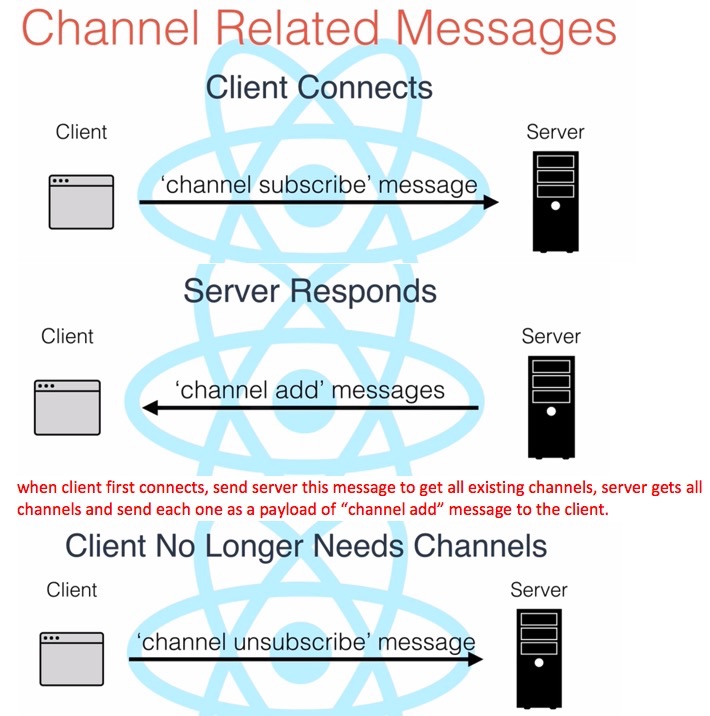 Channel Related Messages
Client Connects
Client
Server
‘channel subscribe’ message
Server Responds
Client
Server
‘channel add’ messages
when client first connects, send server this message to get all existing channels, server gets all
channels and send each one as a payload of “channel add” message to the client.
Client No Longer Needs Channels
Client
Server
‘channel unsubscribe’ message